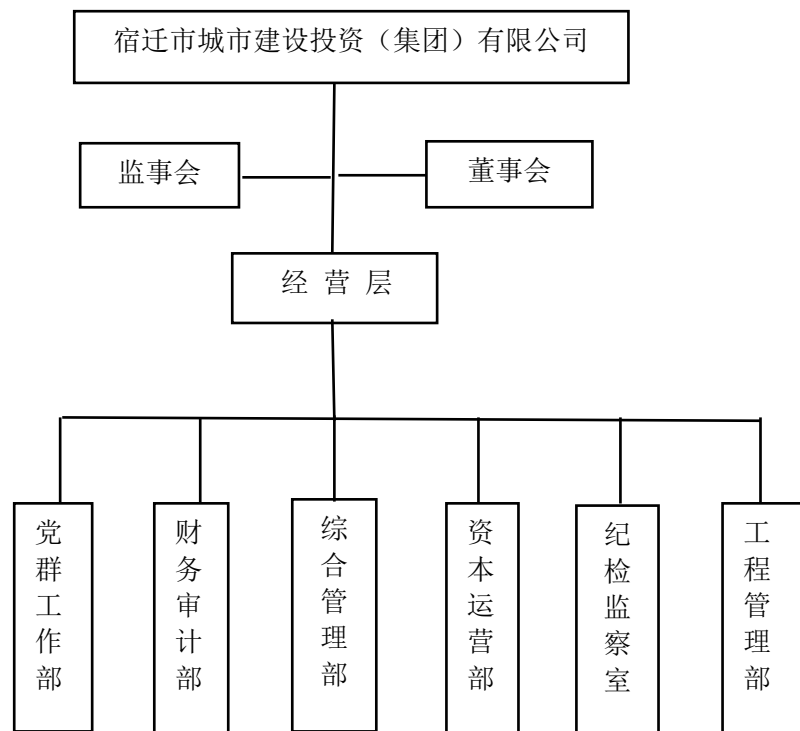 宿迁市城市建设投资（集团）有限公司
监事会
董事会
经 营 层
党群工作部
财务审计部
综合管理部
资本运营部
纪检监察室
工程管理部